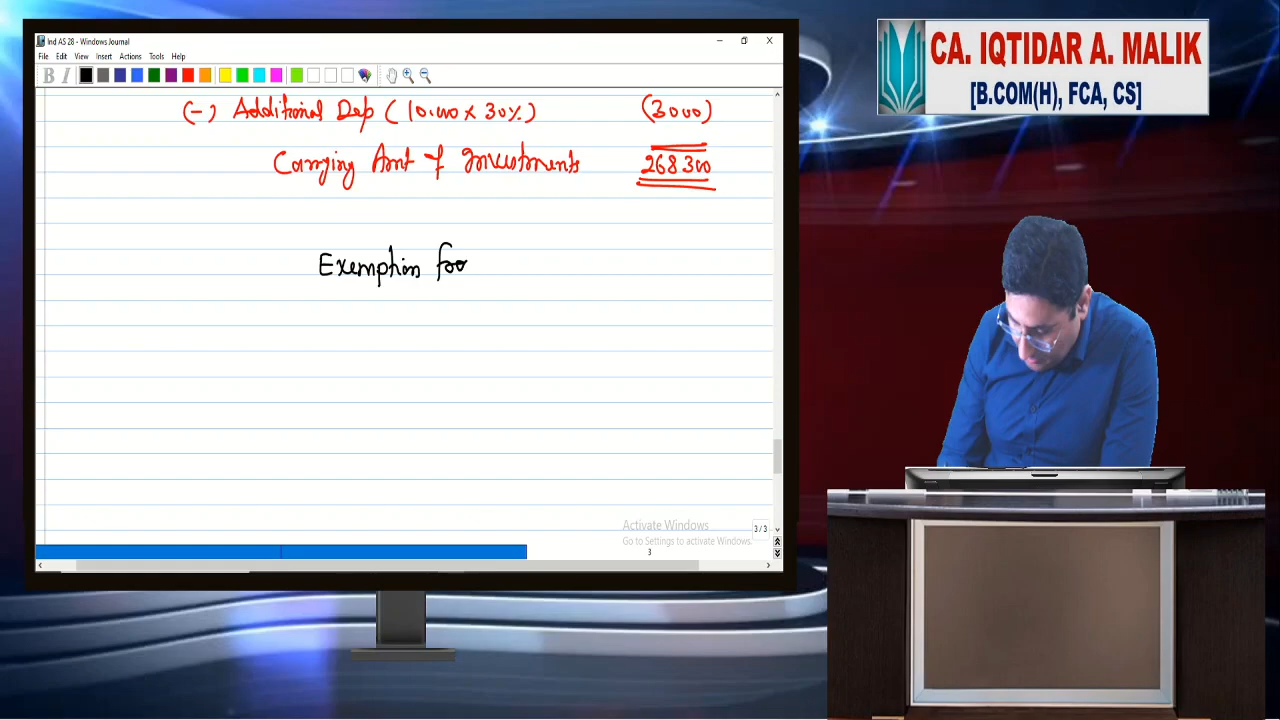 Ind AS 28 - Windows Journal
File Edit View Insert Actions Tools Help
B I
(-) Additional Dep (10.000 x 30%) (3000)
Carrying Amt of Investments 268300
Exemption for
Activate Windows
Go to Settings to activate Windows.
3 / 3
3
CA. IQTIDAR A. MALIK
[B.COM(H), FCA, CS]